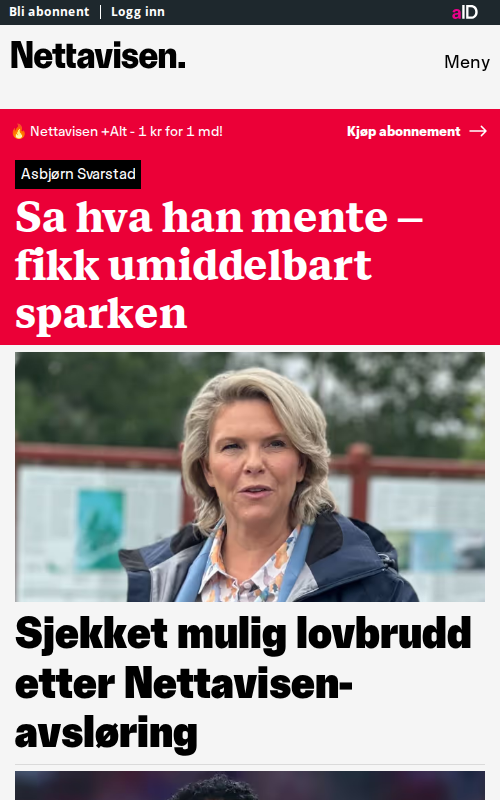 Bli abonnent | Logg inn
aID
Nettavisen.
Meny
🔥 Nettavisen +Alt - 1 kr for 1 md!
Kjøp abonnement →
Asbjørn Svarstad
Sa hva han mente –
fikk umiddelbart
sparken
Sjekket mulig lovbrudd
etter Nettavisen-
avsløring